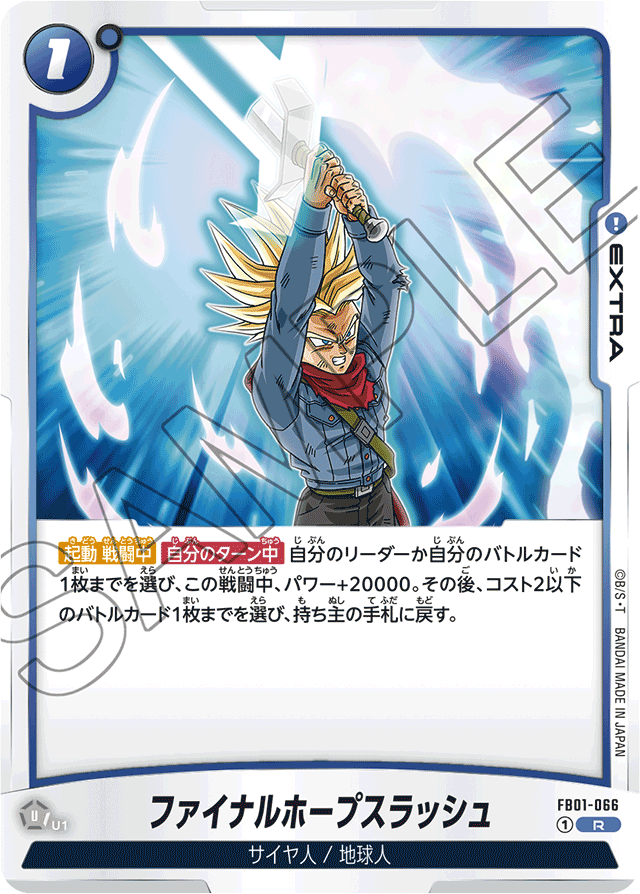 1
EXTRA
SAMPLE
起動 戦闘中 自分のターン中 自分のリーダーか自分のバトルカード
1枚までを選び、この戦闘中、パワー+20000。その後、コスト2以下
のバトルカード1枚までを選び、持ち主の手札に戻す。
©B/S・T BANDAI MADE IN JAPAN
ファイナルホープスラッシュ
FB01-066
U/U1
1 R
サイヤ人 / 地球人